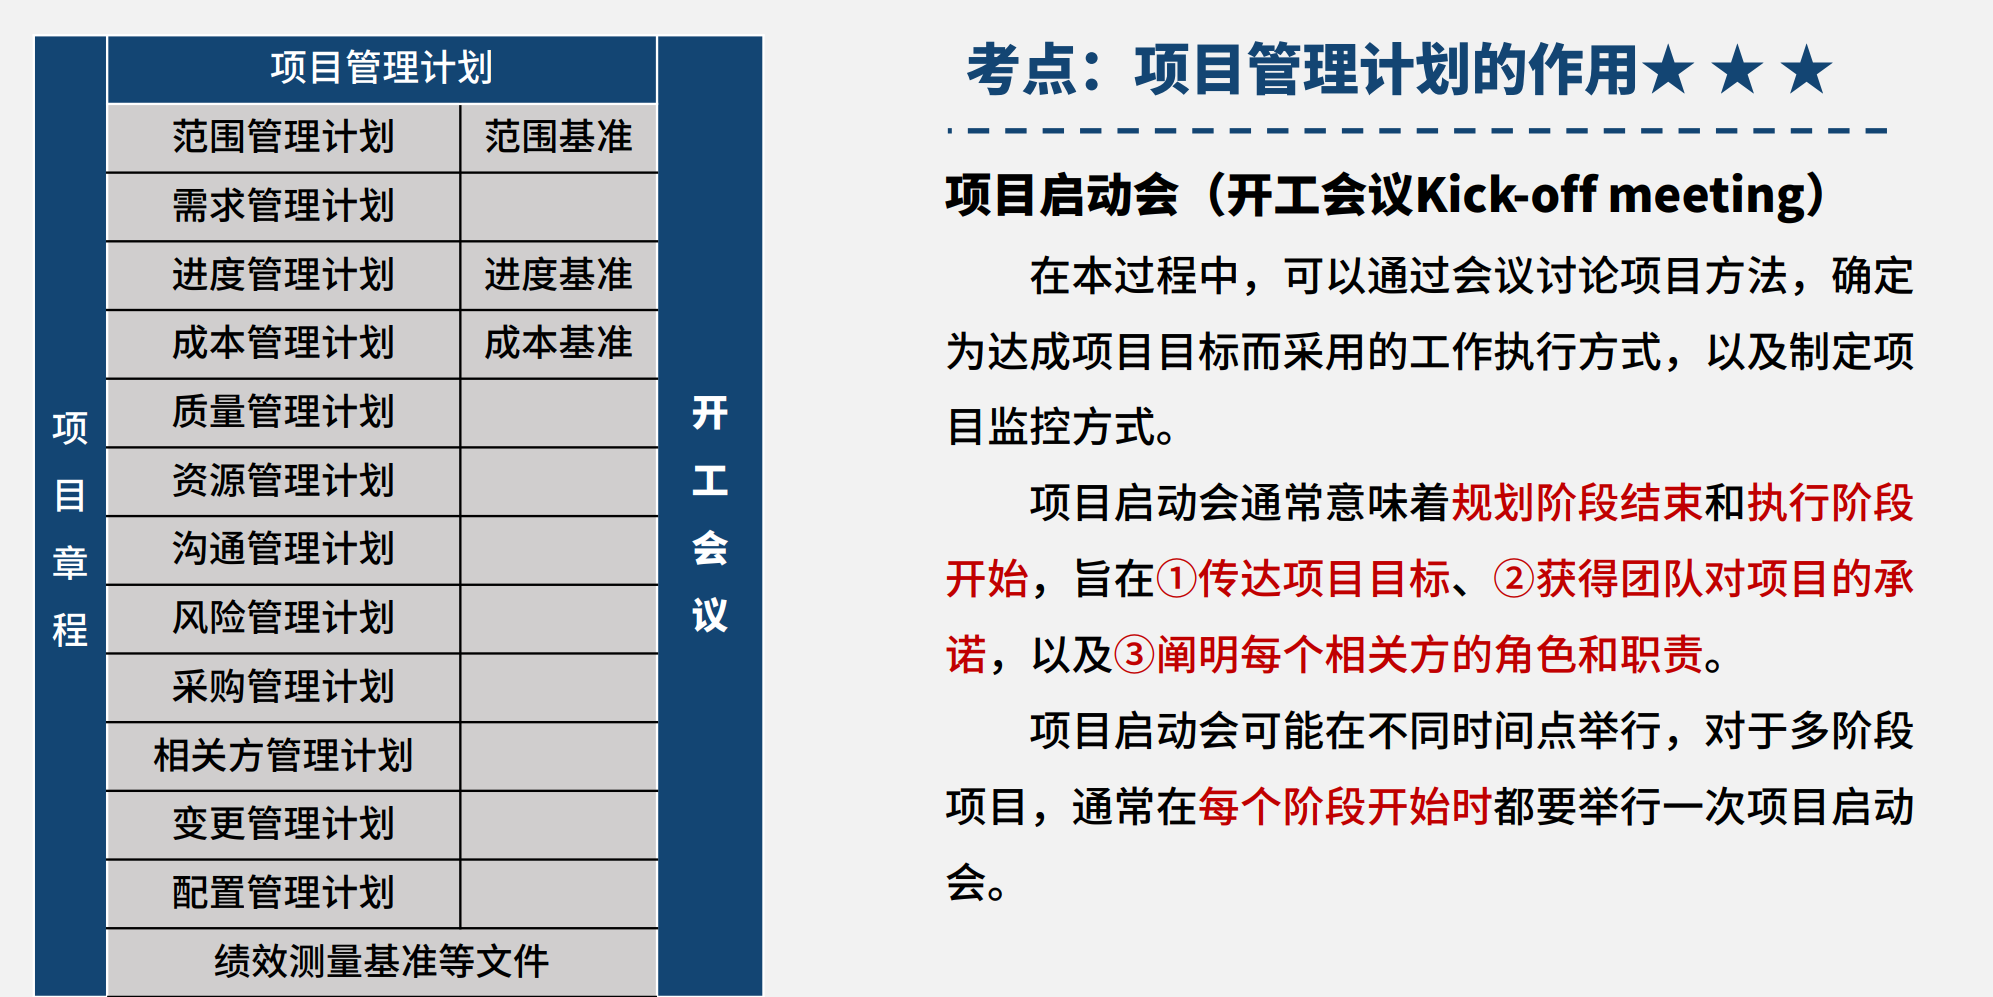 项
目
章
程
项目管理计划
范围管理计划 范围基准
需求管理计划
进度管理计划 进度基准
成本管理计划 成本基准
质量管理计划
资源管理计划
沟通管理计划
风险管理计划
采购管理计划
相关方管理计划
变更管理计划
配置管理计划
绩效测量基准等文件
开
工
会
议
考点：项目管理计划的作用★ ★ ★
项目启动会（开工会议Kick-off meeting）
在本过程中，可以通过会议讨论项目方法，确定
为达成项目目标而采用的工作执行方式，以及制定项
目监控方式。
项目启动会通常意味着规划阶段结束和执行阶段
开始，旨在①传达项目目标、②获得团队对项目的承
诺，以及③阐明每个相关方的角色和职责。
项目启动会可能在不同时间点举行，对于多阶段
项目，通常在每个阶段开始时都要举行一次项目启动
会。